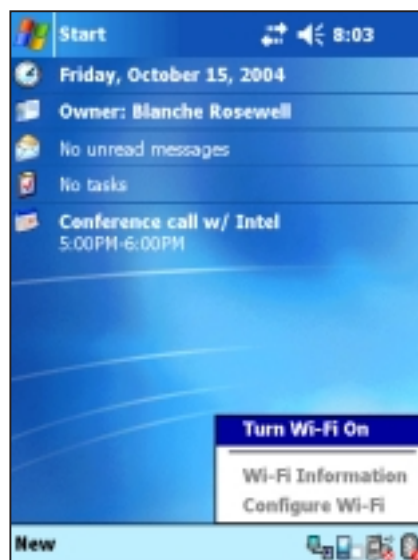 Start 8:03
Friday, October 15, 2004
Owner: Blanche Rosewell
No unread messages
No tasks
Conference call w/ Intel
5:00PM-6:00PM
Turn Wi-Fi On
Wi-Fi Information
Configure Wi-Fi
New